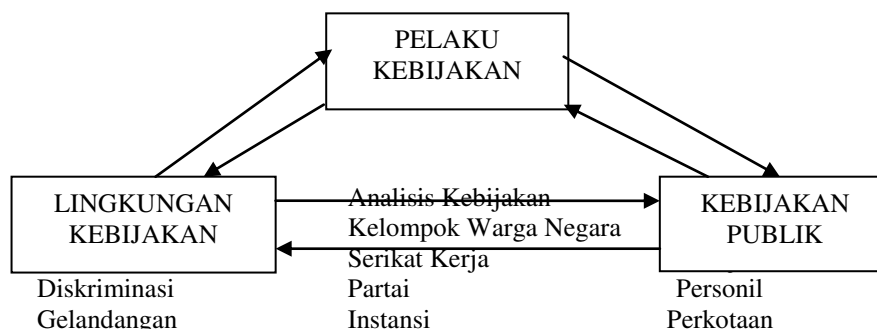 PELAKU
KEBIJAKAN
LINGKUNGAN
KEBIJAKAN
Analisis Kebijakan
Kelompok Warga Negara
Serikat Kerja
Partai
Instansi
KEBIJAKAN
PUBLIK
Diskriminasi
Gelandangan
Personil
Perkotaan